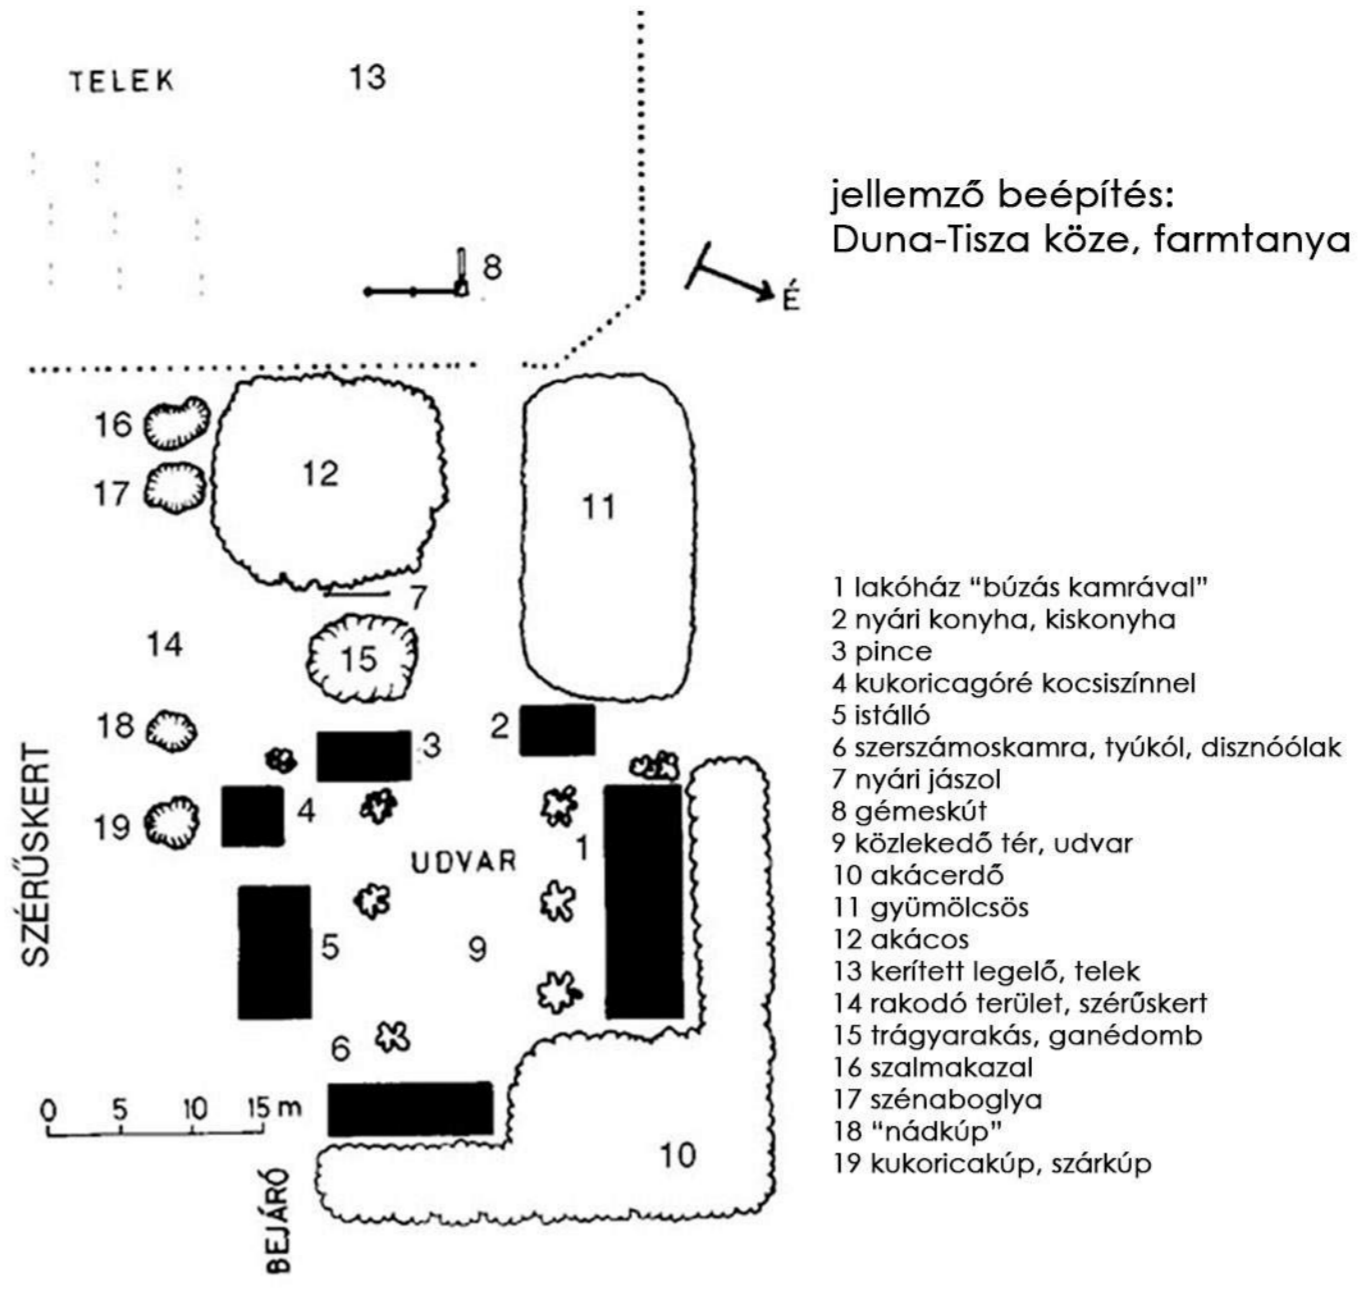 TELEK
13
jellemző beépítés:
Duna-Tisza köze, farmtanya
8
É
16
12
17
11
7
14
15
18
2
3
4
19
1
UDVAR
SZÉRŰSKERT
5
9
6
0 5 10 15 m
10
BEJÁRÓ
1 lakóház “búzás kamrával”
2 nyári konyha, kiskonyha
3 pince
4 kukoricagóré kocsiszínnel
5 istálló
6 szerszámoskamra, tyúkól, disznóólak
7 nyári jászol
8 gémeskút
9 közlekedő tér, udvar
10 akácerdő
11 gyümölcsös
12 akácos
13 kerített legelő, telek
14 rakodó terület, szérűskert
15 trágyarakás, ganédomb
16 szalmakazal
17 szénaboglya
18 “nádkúp”
19 kukoricakúp, szárkúp